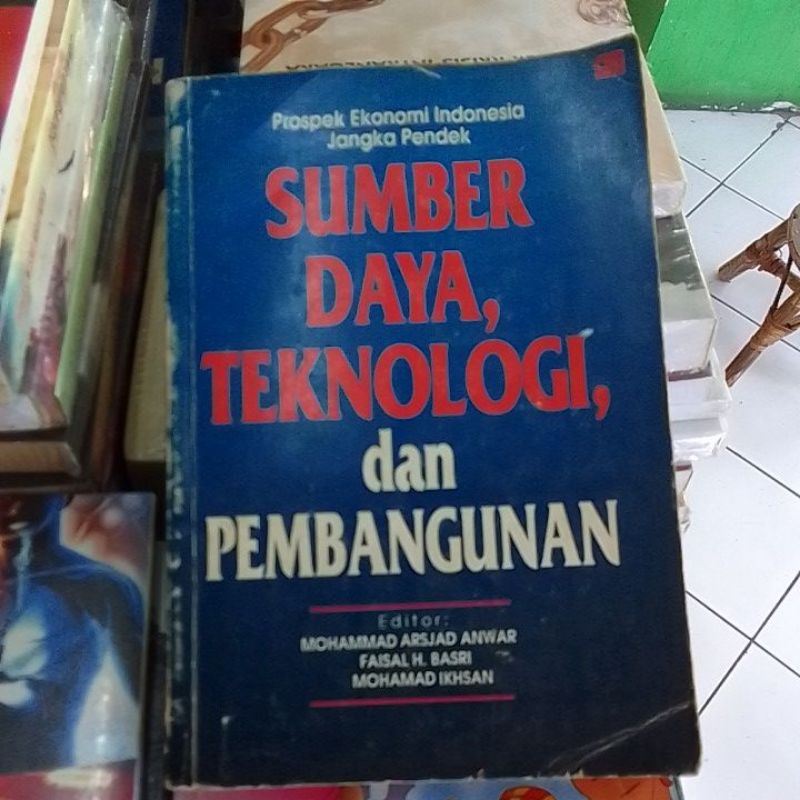 Prospek Ekonomi Indonesia
Jangka Pendek
SUMBER
DAYA,
TEKNOLOGI,
dan
PEMBANGUNAN
Editor:
MOHAMMAD ARSJAD ANWAR
FAISAL H. BASRI
MOHAMAD IKHSAN